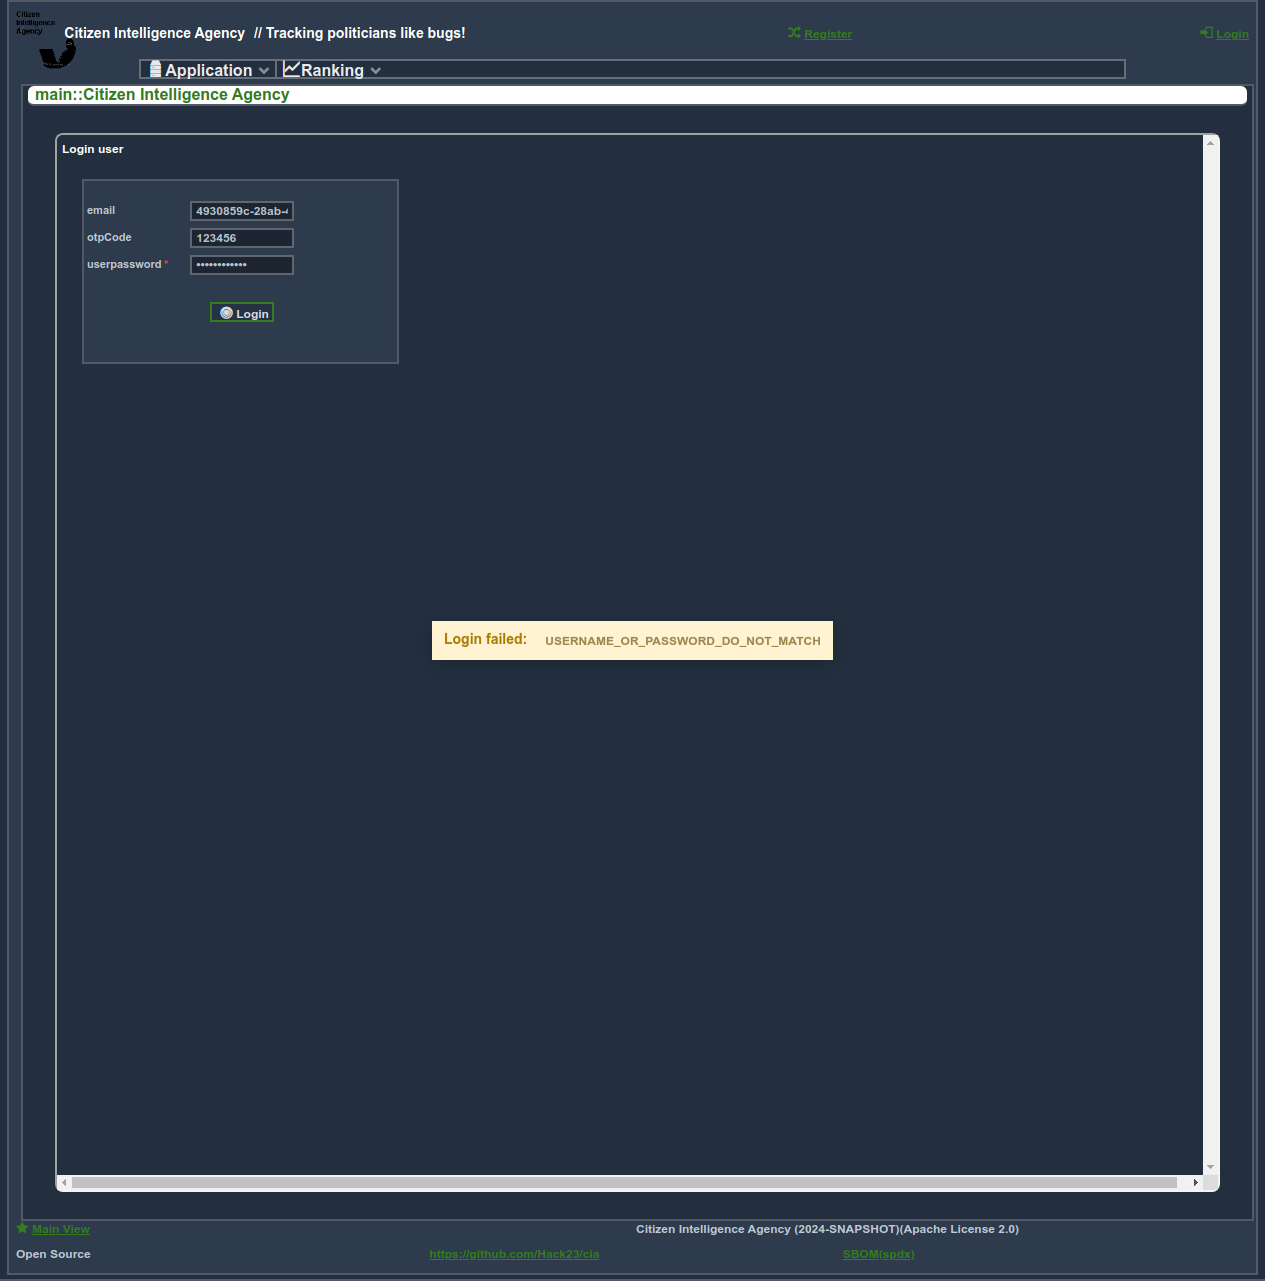 Citizen
Intelligence
Agency
Citizen Intelligence Agency // Tracking politicians like bugs!
Register
Login
Application
Ranking
main::Citizen Intelligence Agency
Login user
email 4930859c-28ab-
otpCode 123456
userpassword * ••••••••••••
Login
Login failed: USERNAME_OR_PASSWORD_DO_NOT_MATCH
Main View
Citizen Intelligence Agency (2024-SNAPSHOT)(Apache License 2.0)
Open Source
https://github.com/Hack23/cia
SBOM(spdx)